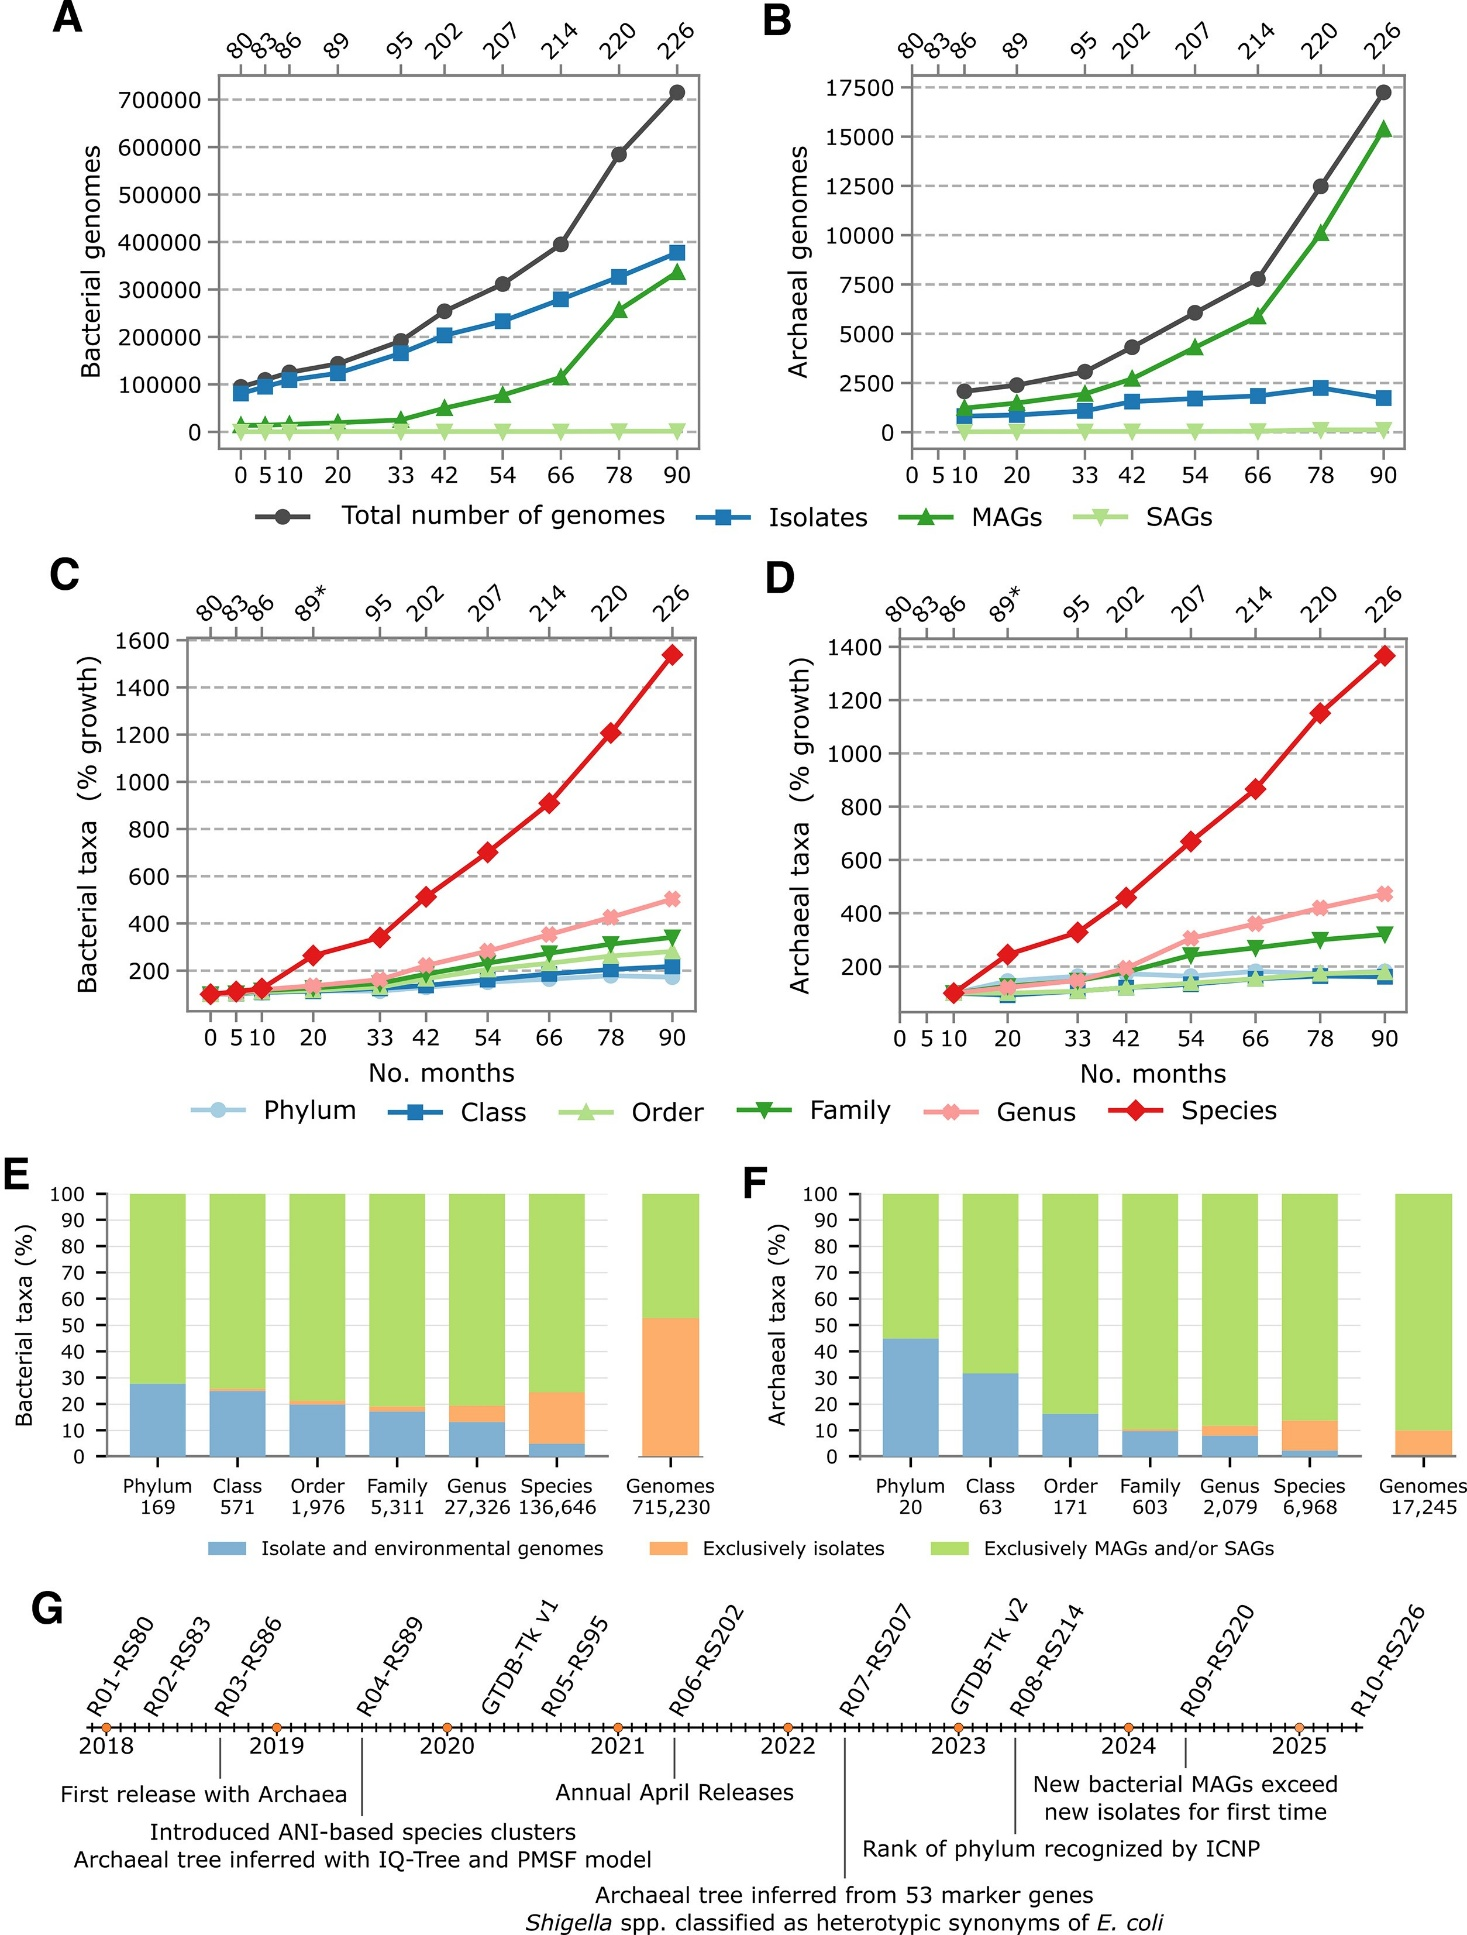 A
80 83 86 89 95 202 207 214 220 226
Bacterial genomes
700000
600000
500000
400000
300000
200000
100000
0
0 5 10 20 33 42 54 66 78 90
B
80 83 86 89 95 202 207 214 220 226
Archaeal genomes
17500
15000
12500
10000
7500
5000
2500
0
0 5 10 20 33 42 54 66 78 90
Total number of genomes Isolates MAGs SAGs
C
80 83 86 89* 95 202 207 214 220 226
Bacterial taxa (% growth)
1600
1400
1200
1000
800
600
400
200
0 5 10 20 33 42 54 66 78 90
No. months
D
80 83 86 89* 95 202 207 214 220 226
Archaeal taxa (% growth)
1400
1200
1000
800
600
400
200
0 5 10 20 33 42 54 66 78 90
No. months
Phylum Class Order Family Genus Species
E
Bacterial taxa (%)
100
90
80
70
60
50
40
30
20
10
0
Phylum Class Order Family Genus Species Genomes
169 571 1,976 5,311 27,326 136,646 715,230
F
Archaeal taxa (%)
100
90
80
70
60
50
40
30
20
10
0
Phylum Class Order Family Genus Species Genomes
20 63 171 603 2,079 6,968 17,245
Isolate and environmental genomes Exclusively isolates Exclusively MAGs and/or SAGs
G
R01-RS80 R02-RS83 R03-RS86 R04-RS89 GTDB-Tk v1 R05-RS95 R06-RS202 R07-RS207 GTDB-Tk v2 R08-RS214 R09-RS220 R10-RS226
2018 2019 2020 2021 2022 2023 2024 2025
First release with Archaea
Introduced ANI-based species clusters
Archaeal tree inferred with IQ-Tree and PMSF model
Annual April Releases
Archaeal tree inferred from 53 marker genes
Shigella spp. classified as heterotypic synonyms of E. coli
Rank of phylum recognized by ICNP
New bacterial MAGs exceed
new isolates for first time